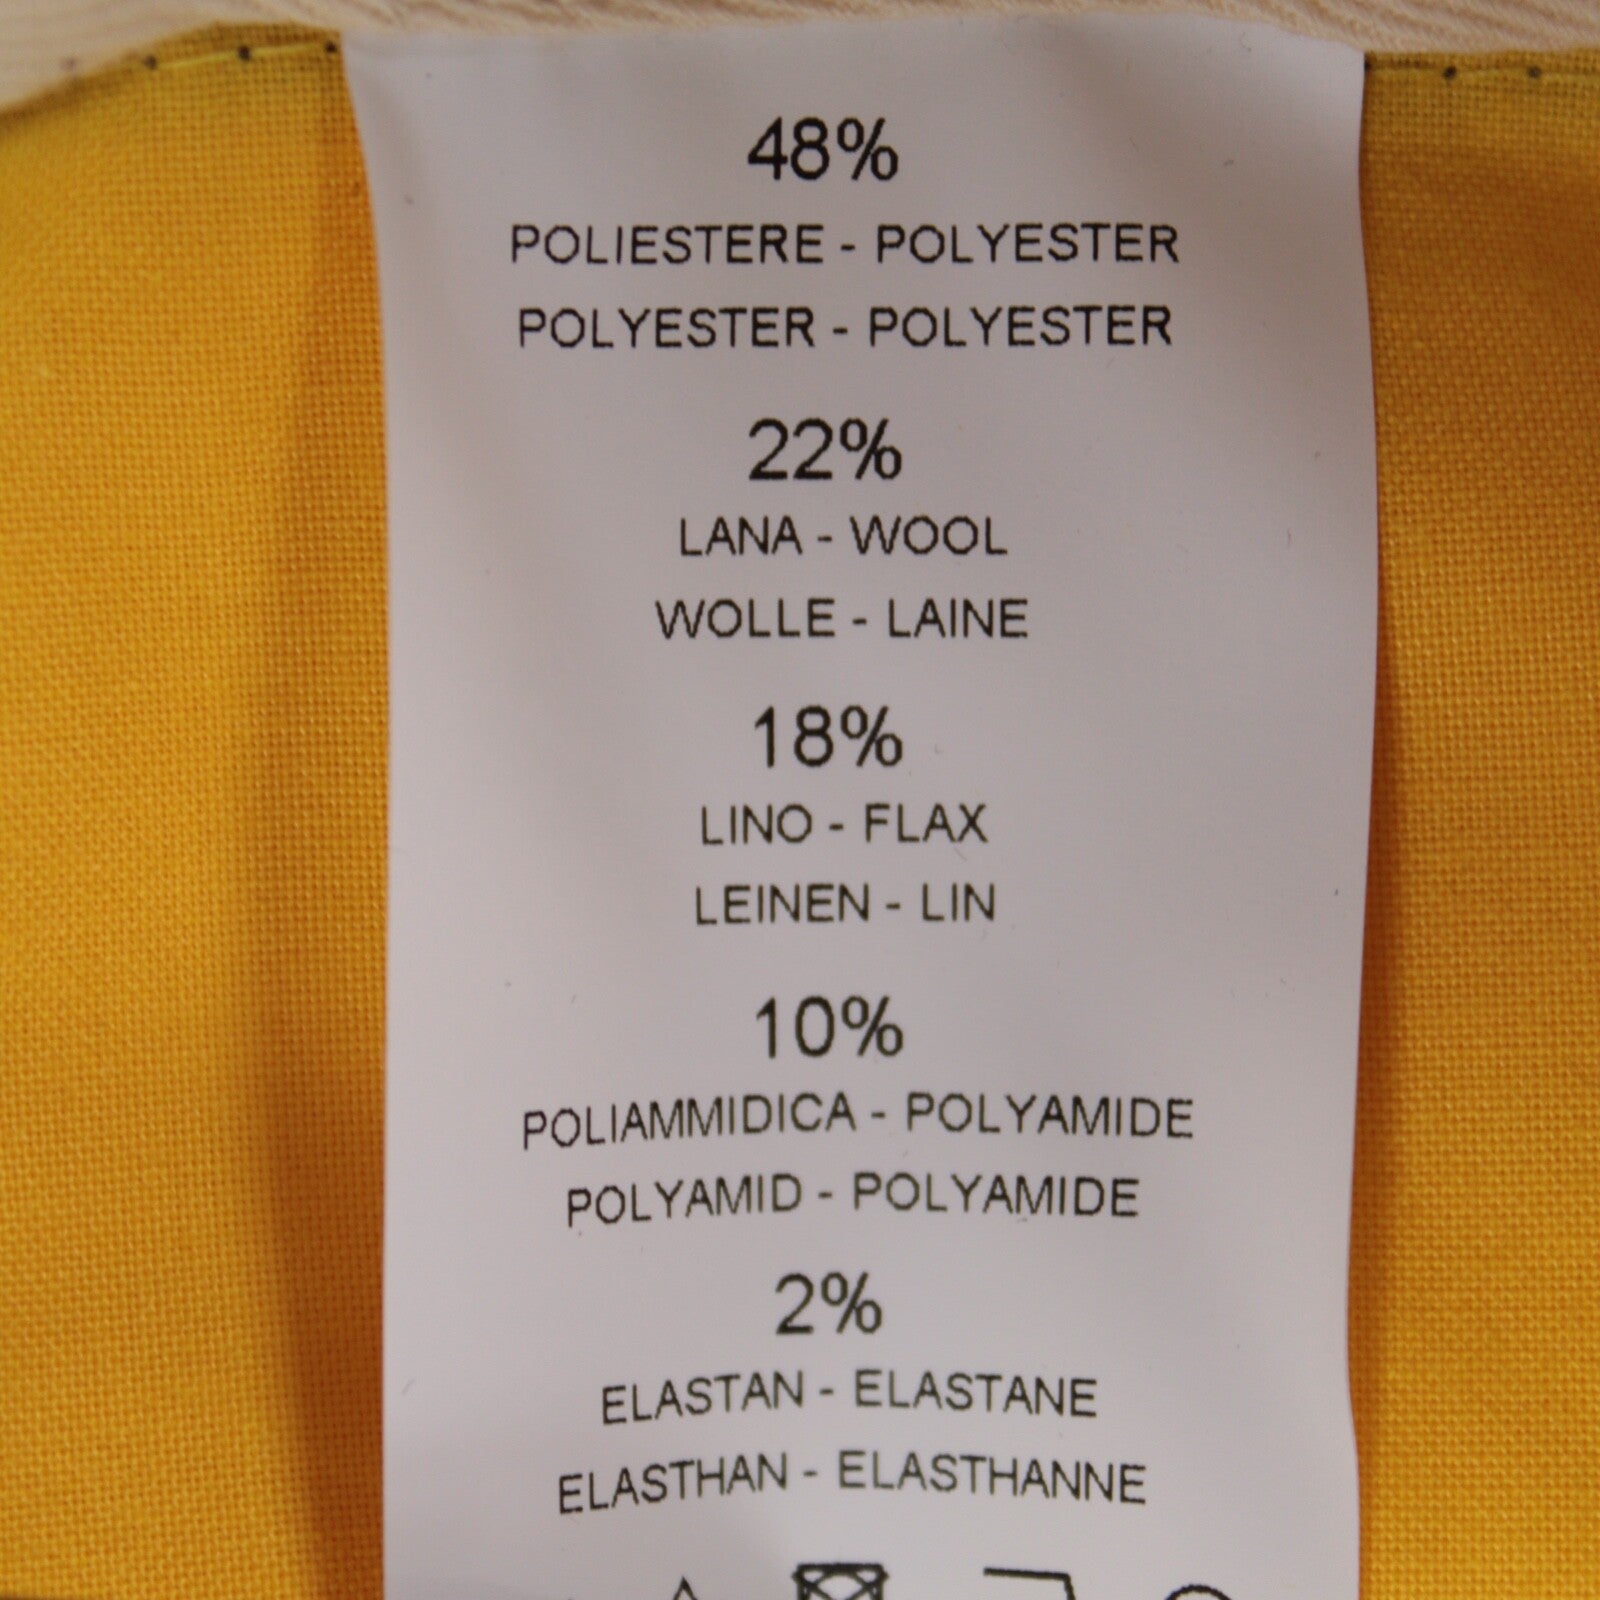 48%
POLIESTERE - POLYESTER
POLYESTER - POLYESTER
22%
LANA - WOOL
WOLLE - LAINE
18%
LINO - FLAX
LEINEN - LIN
10%
POLIAMMIDICA - POLYAMIDE
POLYAMID - POLYAMIDE
2%
ELASTAN - ELASTANE
ELASTHAN - ELASTHANNE